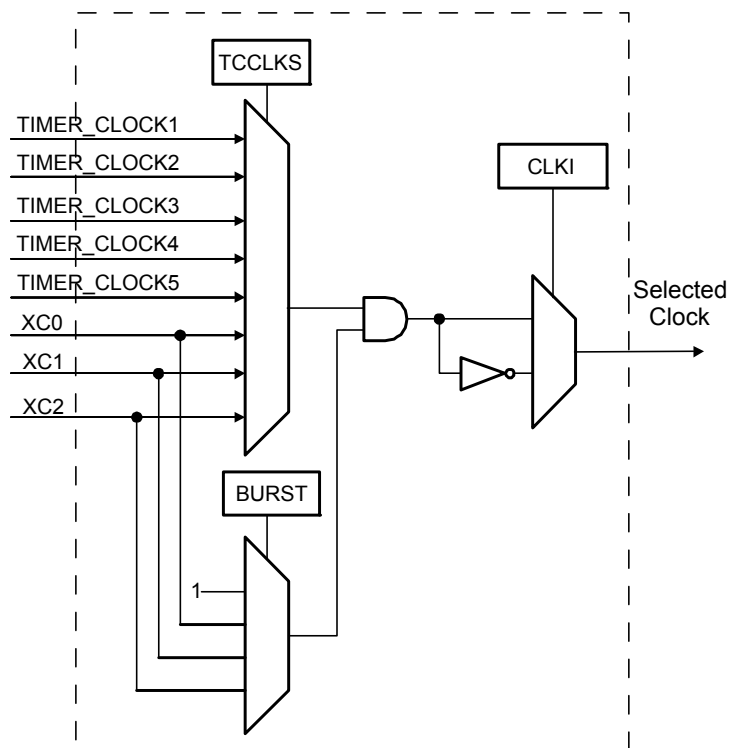 TCCLKS
TIMER_CLOCK1
TIMER_CLOCK2
TIMER_CLOCK3
TIMER_CLOCK4
TIMER_CLOCK5
XC0
XC1
XC2
CLKI
Selected
Clock
BURST
1